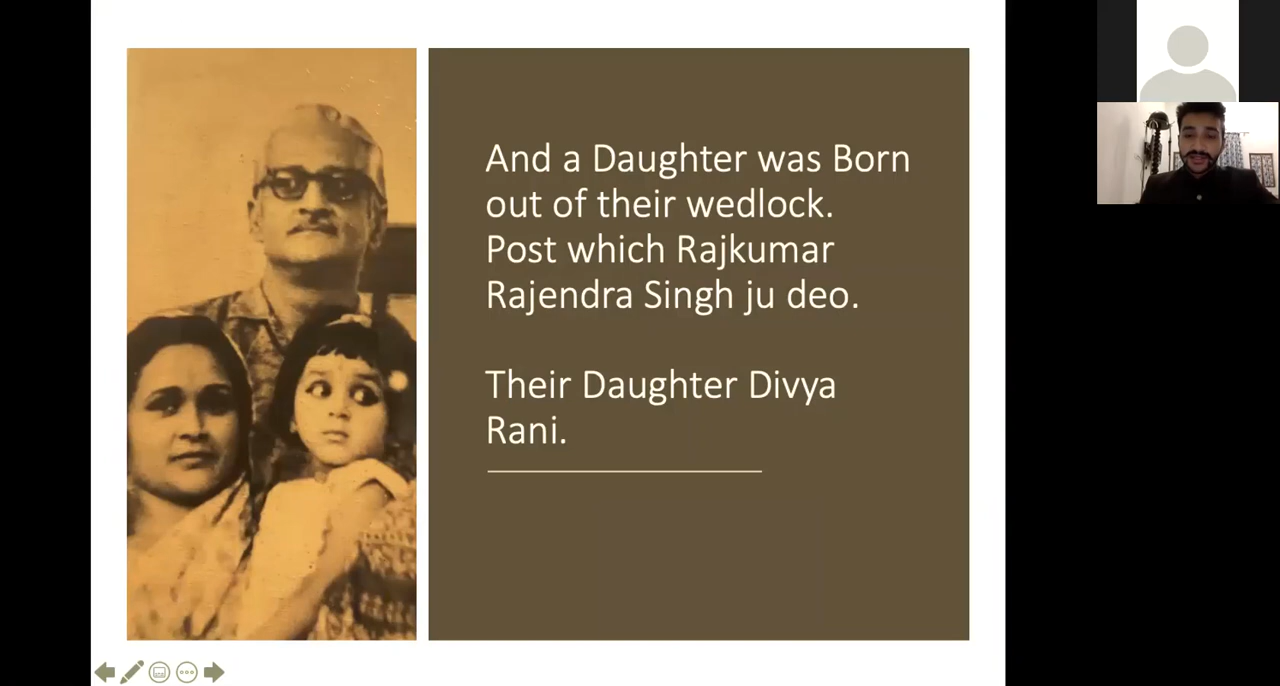 And a Daughter was Born
out of their wedlock.
Post which Rajkumar
Rajendra Singh ju deo.
Their Daughter Divya
Rani.